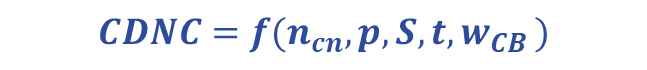 CDNC = f(n_cn, p, S, t, w_CB)